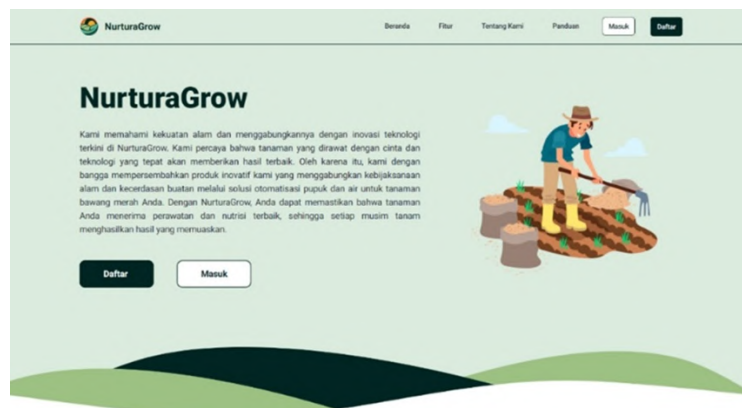 NurturaGrow
Beranda Fitur Tentang Kami Panduan Masuk Daftar
NurturaGrow
Kami memahami kekuatan alam dan menggabungkannya dengan inovasi teknologi
terkini di NurturaGrow. Kami percaya bahwa tanaman yang dirawat dengan cinta dan
teknologi yang tepat akan memberikan hasil terbaik. Oleh karena itu, kami dengan
bangga mempersembahkan produk inovatif kami yang menggabungkan kebijaksanaan
alam dan kecerdasan buatan melalui solusi otomatisasi pupuk dan air untuk tanaman
bawang merah Anda. Dengan NurturaGrow, Anda dapat memastikan bahwa tanaman
Anda menerima perawatan dan nutrisi terbaik, sehingga setiap musim tanam
menghasilkan hasil yang memuaskan.
Daftar Masuk